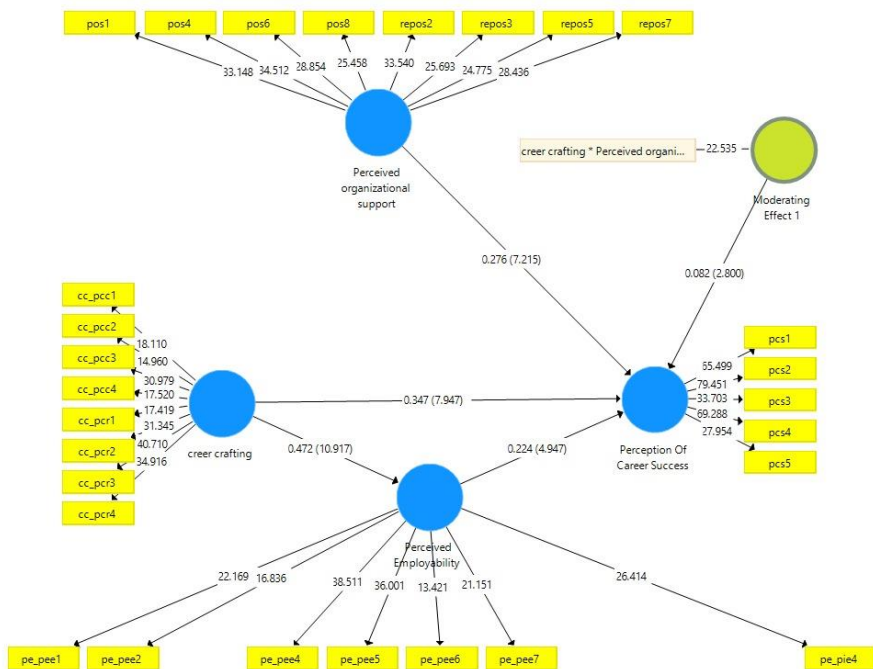 pos1
pos4
pos6
pos8
repos2
repos3
repos5
repos7
33.148
34.512
28.854
25.458
33.540
25.693
24.775
28.436
Perceived
organizational
support
creer crafting * Perceived organi...
22.535
Moderating
Effect 1
0.276 (7.215)
0.082 (2.800)
cc_pcc1
cc_pcc2
cc_pcc3
cc_pcc4
cc_pcr1
cc_pcr2
cc_pcr3
cc_pcr4
18.110
14.960
30.979
17.520
17.419
31.345
40.710
34.916
creer crafting
0.347 (7.947)
0.472 (10.917)
0.224 (4.947)
pcs1
pcs2
pcs3
pcs4
pcs5
65.499
79.451
33.703
69.288
27.954
Perception Of
Career Success
Perceived
Employability
22.169
16.836
38.511
36.001
13.421
21.151
26.414
pe_pee1
pe_pee2
pe_pee4
pe_pee5
pe_pee6
pe_pee7
pe_pie4